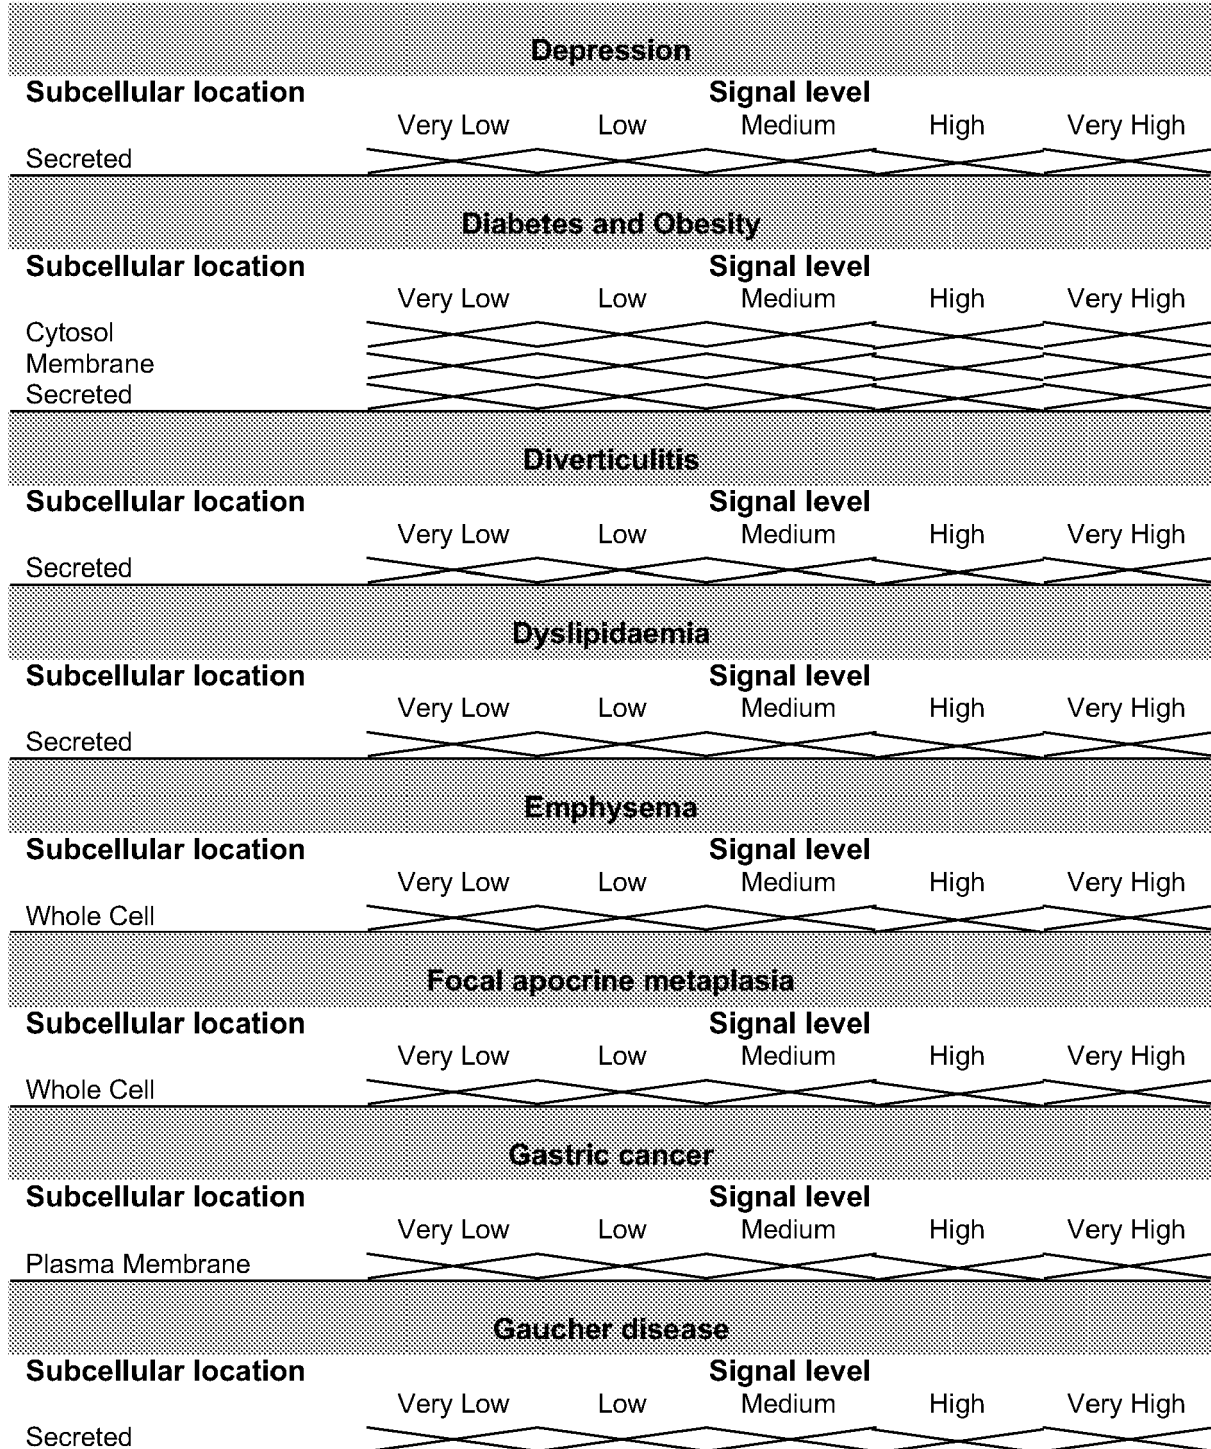 Depression
Subcellular location Signal level
Very Low Low Medium High Very High
Secreted
Diabetes and Obesity
Subcellular location Signal level
Very Low Low Medium High Very High
Cytosol
Membrane
Secreted
Diverticulitis
Subcellular location Signal level
Very Low Low Medium High Very High
Secreted
Dyslipidaemia
Subcellular location Signal level
Very Low Low Medium High Very High
Secreted
Emphysema
Subcellular location Signal level
Very Low Low Medium High Very High
Whole Cell
Focal apocrine metaplasia
Subcellular location Signal level
Very Low Low Medium High Very High
Whole Cell
Gastric cancer
Subcellular location Signal level
Very Low Low Medium High Very High
Plasma Membrane
Gaucher disease
Subcellular location Signal level
Very Low Low Medium High Very High
Secreted